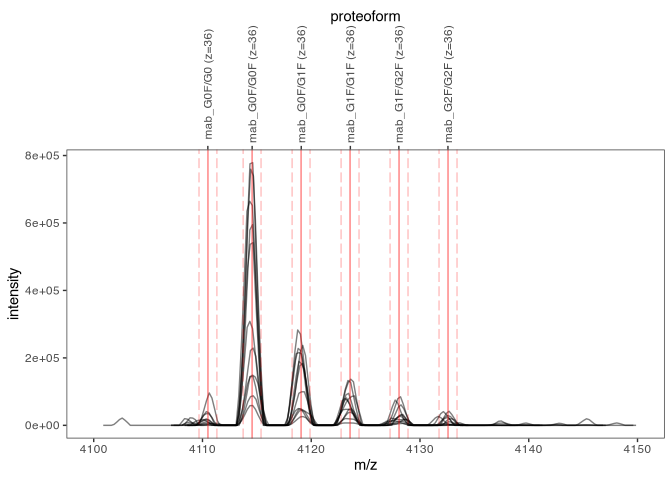 proteoform
mab_G0F/G0 (z=36)
mab_G0F/G0F (z=36)
mab_G0F/G1F (z=36)
mab_G1F/G1F (z=36)
mab_G1F/G2F (z=36)
mab_G2F/G2F (z=36)
8e+05
6e+05
4e+05
2e+05
0e+00
intensity
4100
4110
4120
4130
4140
4150
m/z